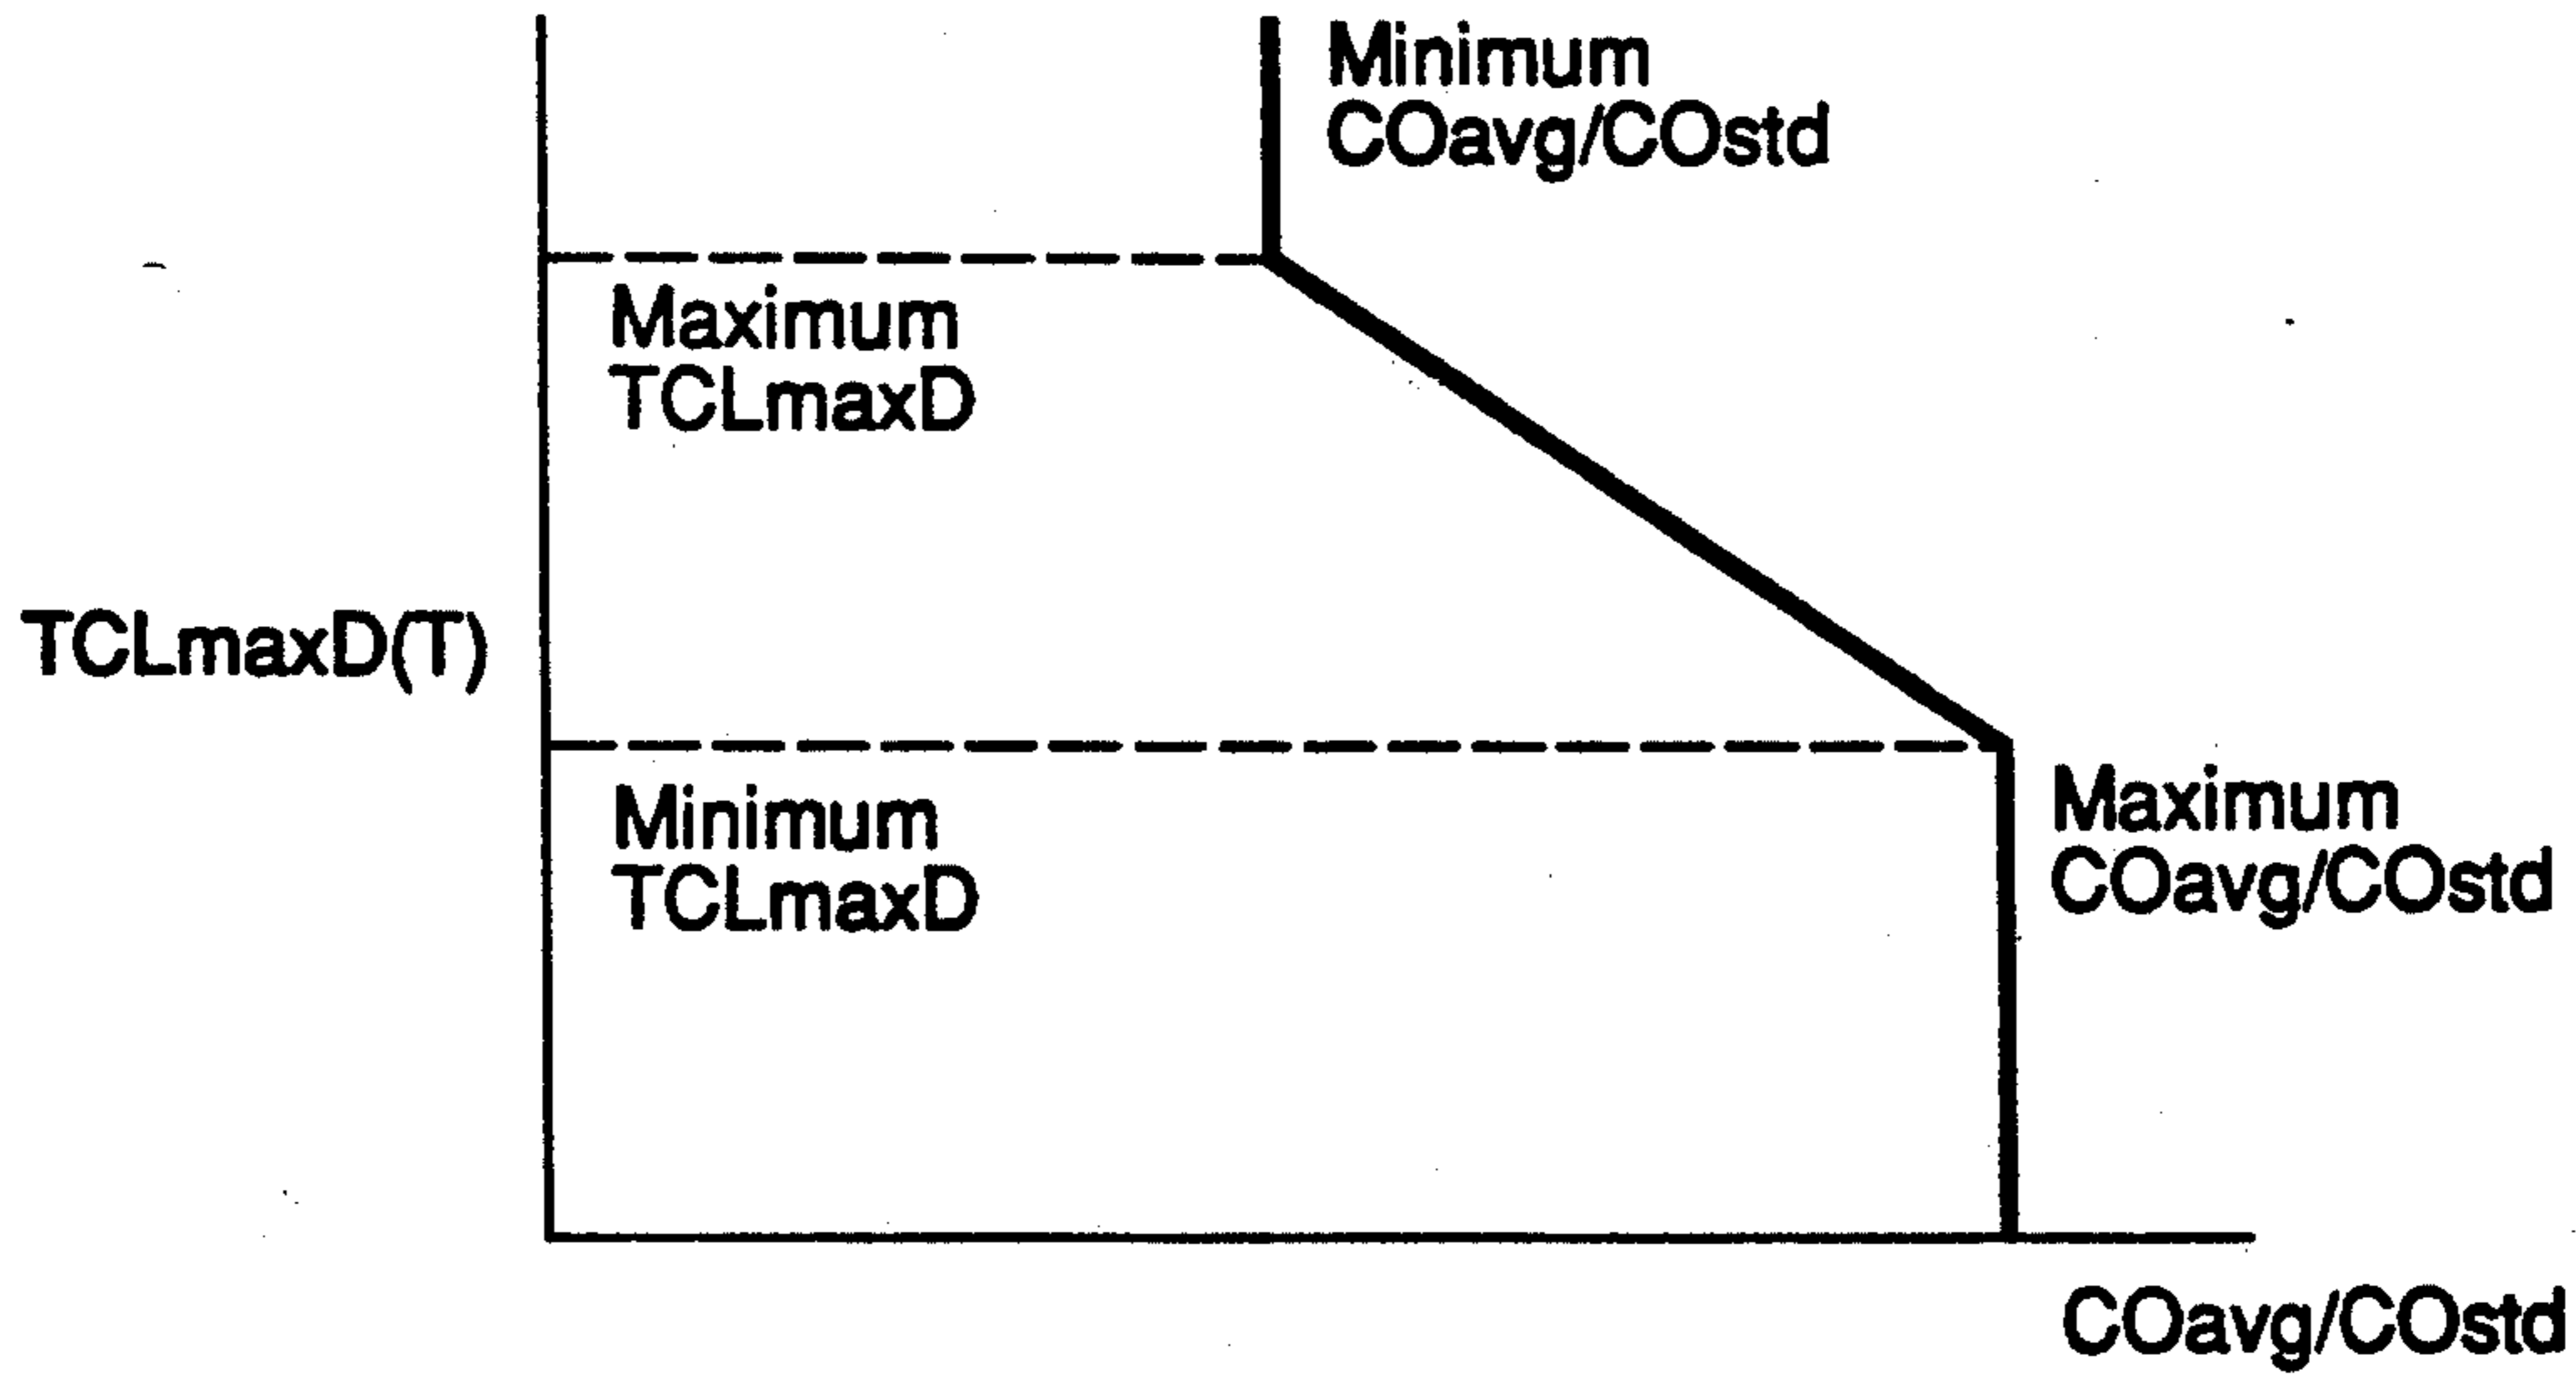 Minimum
COavg/COstd
Maximum
TCLmaxD
TCLmaxD(T)
Minimum
TCLmaxD
Maximum
COavg/COstd
COavg/COstd